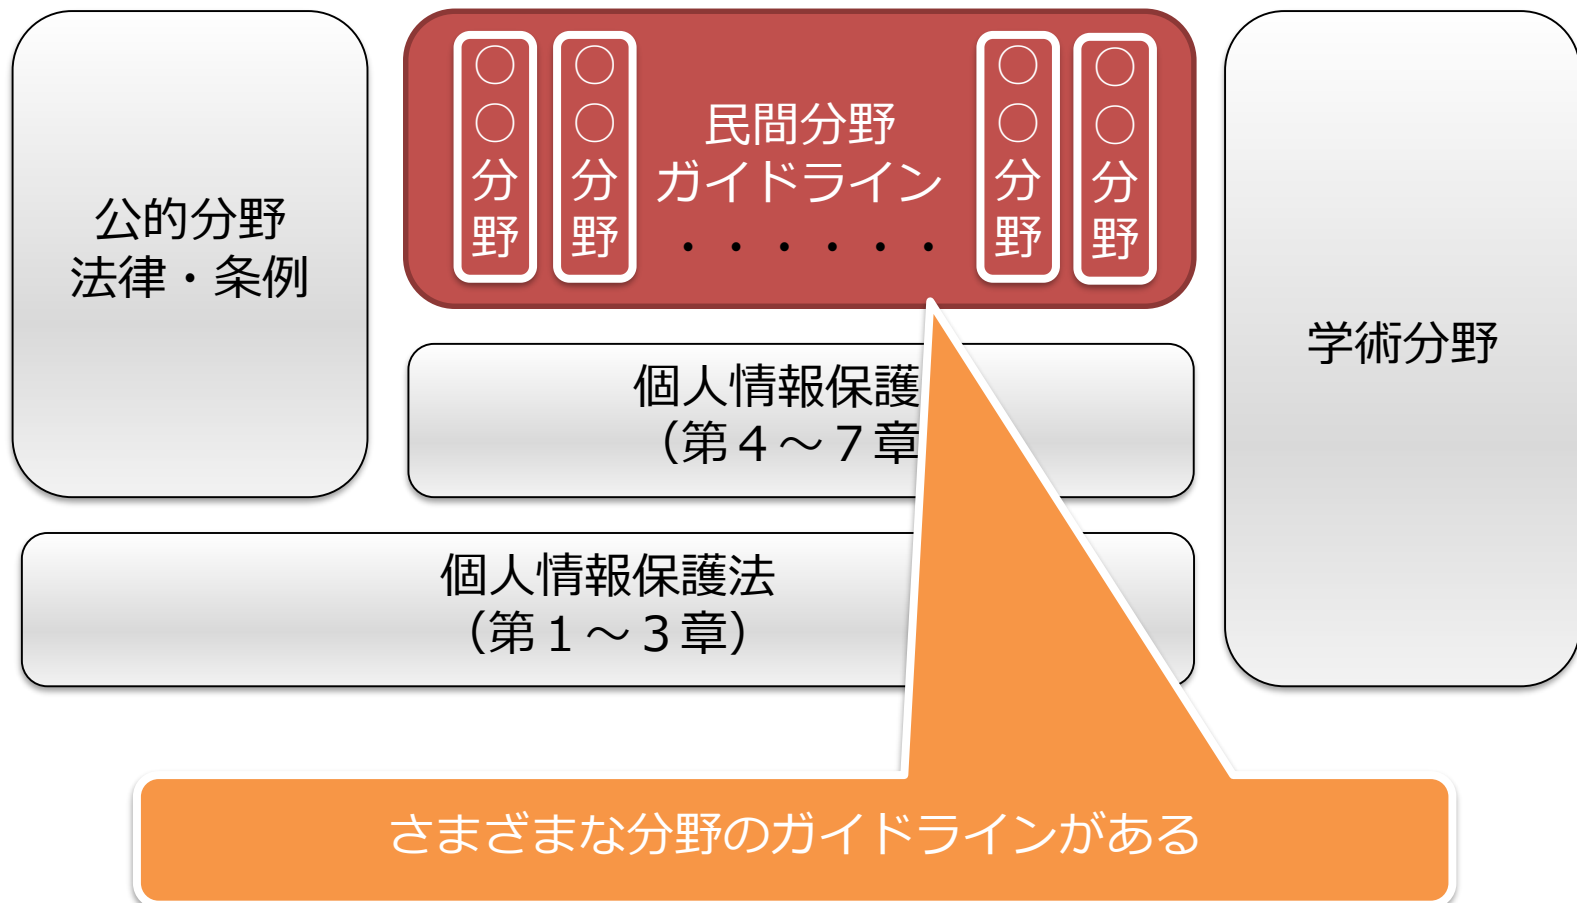 公的分野
法律・条例
○○分野
○○分野
民間分野
ガイドライン
・・・・・・
○○分野
○○分野
個人情報保護
（第４～７章
個人情報保護法
（第１～３章）
学術分野
さまざまな分野のガイドラインがある